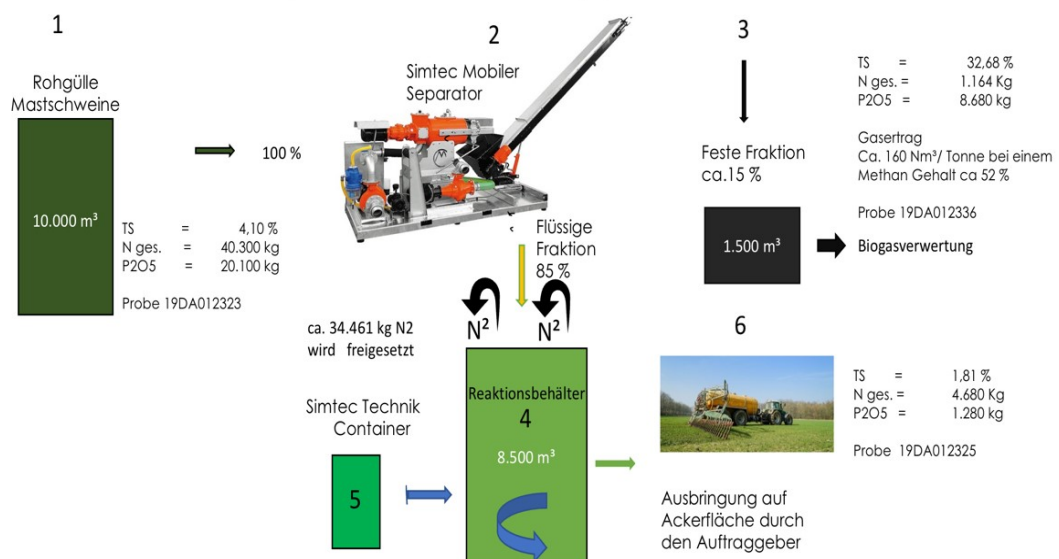 1
Rohgülle
Mastschweine
10.000 m³
100 %
TS = 4,10 %
N ges. = 40.300 kg
P2O5 = 20.100 kg
Probe 19DA012323
2
Simtec Mobiler
Separator
Flüssige
Fraktion
85 %
3
Feste Fraktion
ca.15 %
1.500 m³
TS = 32,68 %
N ges. = 1.164 Kg
P2O5 = 8.680 kg
Gasertrag
Ca. 160 Nm³/ Tonne bei einem
Methan Gehalt ca 52 %
Probe 19DA012336
Biogasverwertung
N² N²
ca. 34.461 kg N2
wird freigesetzt
Reaktionsbehälter
4
8.500 m³
Simtec Technik
Container
5
6
TS = 1,81 %
N ges. = 4.680 Kg
P2O5 = 1.280 kg
Probe 19DA012325
Ausbringung auf
Ackerfläche durch
den Auftraggeber